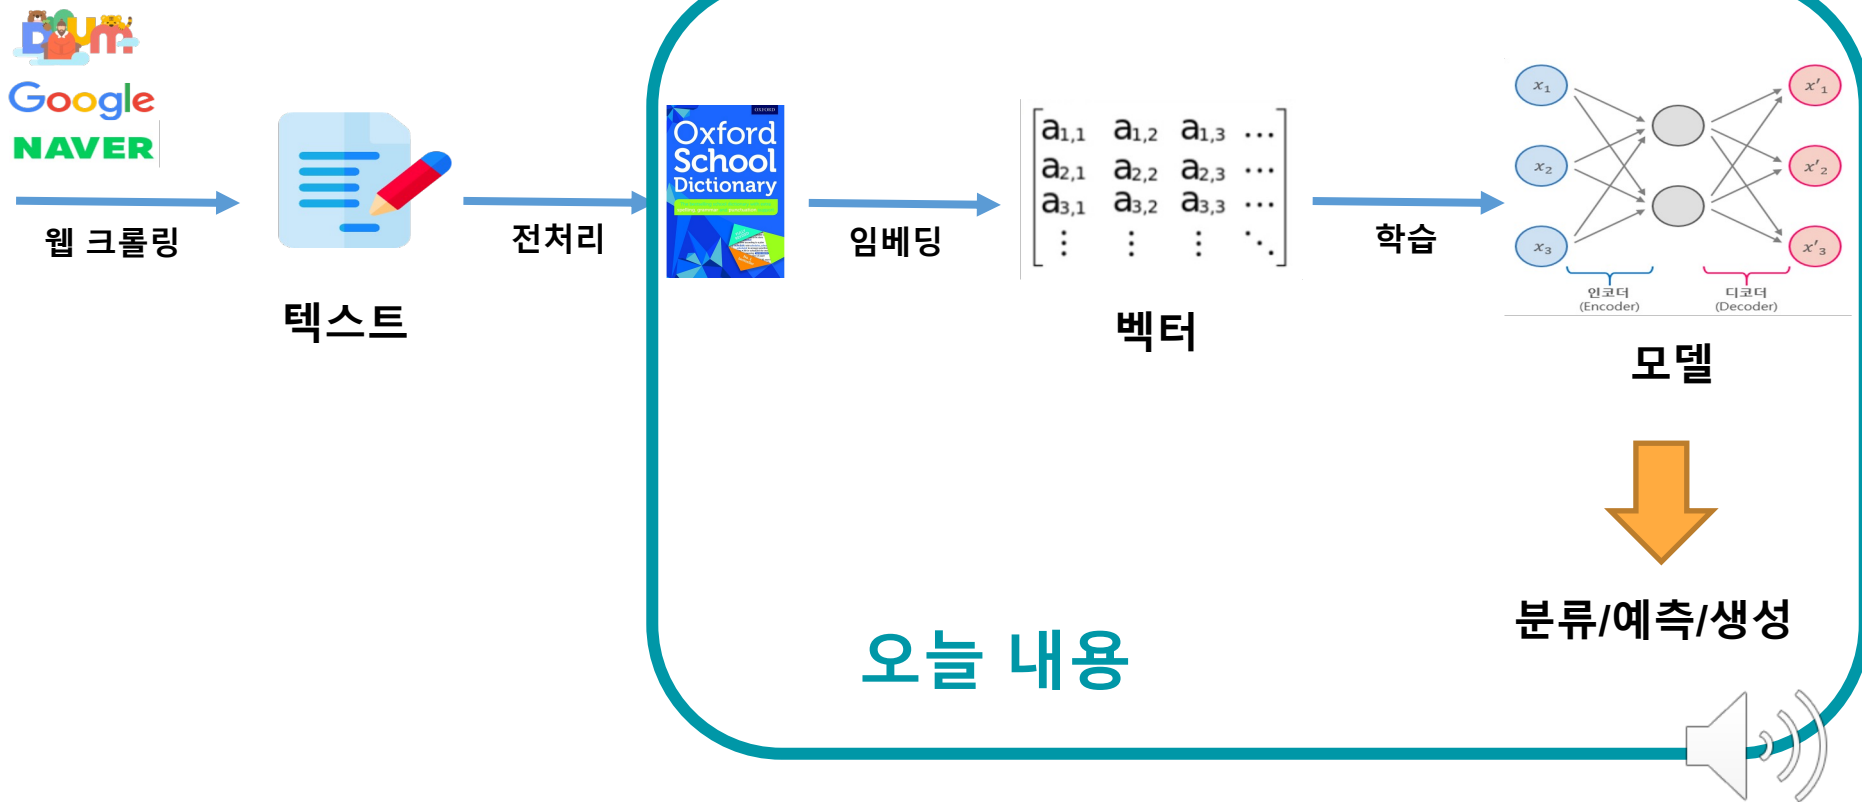 Daum
Google
NAVER
웹 크롤링
텍스트
전처리
OXFORD
Oxford
School
Dictionary
임베딩
a1,1 a1,2 a1,3 ⋯
a2,1 a2,2 a2,3 ⋯
a3,1 a3,2 a3,3 ⋯
⋮ ⋮ ⋮ ⋱
벡터
학습
x1 x'1
x2 x'2
x3 x'3
인코더 디코더
(Encoder) (Decoder)
모델
분류/예측/생성
오늘 내용